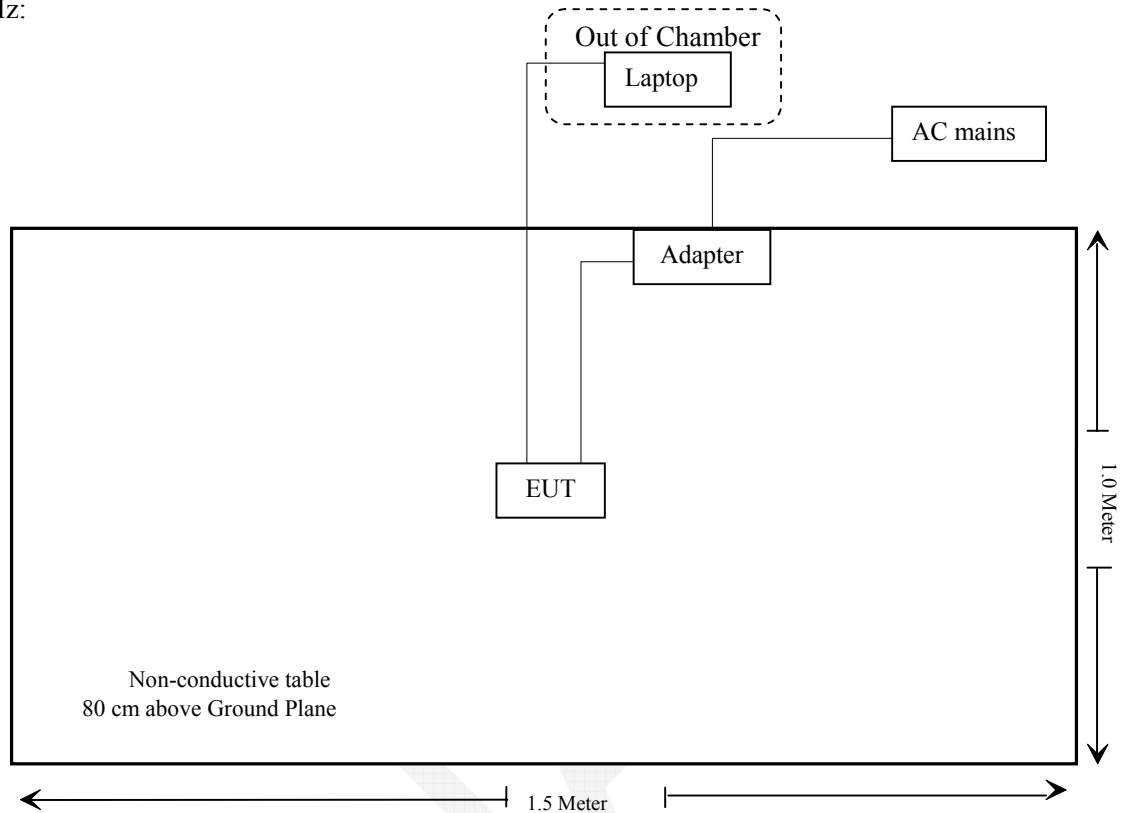 Out of Chamber
Laptop
AC mains
Adapter
EUT
1.0 Meter
Non-conductive table
80 cm above Ground Plane
1.5 Meter